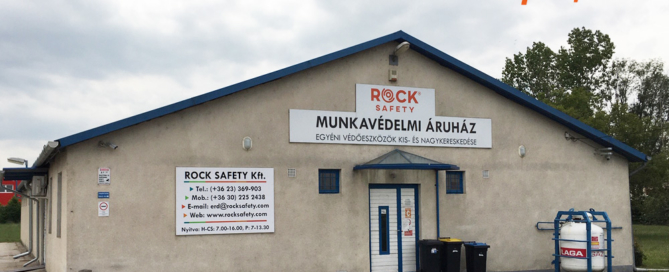 ROCK®
SAFETY
MUNKAVÉDELMI ÁRUHÁZ
EGYÉNI VÉDŐESZKÖZÖK KIS- ÉS NAGYKERESKEDÉSE
ROCK SAFETY Kft.
Tel.: (+36 23) 369-903
Mob.: (+36 30) 225 2438
E-mail: erd@rocksafety.com
Web: www.rocksafety.com
Nyitva: H-Cs: 7.00-16.00, P: 7-13.30